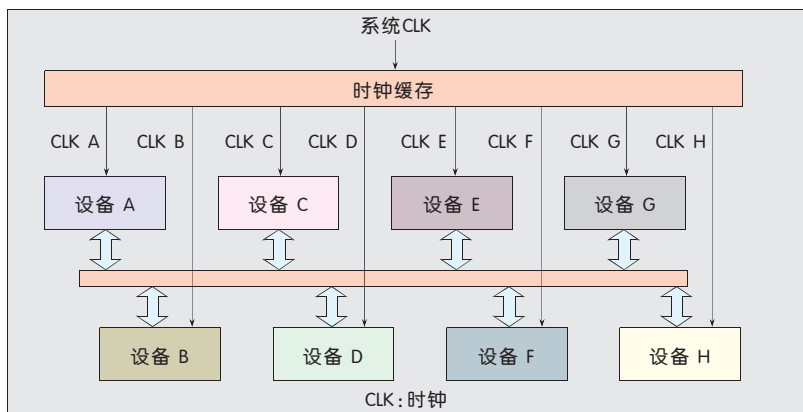 系统CLK
时钟缓存
CLK A CLK B CLK C CLK D CLK E CLK F CLK G CLK H
设备 A 设备 C 设备 E 设备 G
设备 B 设备 D 设备 F 设备 H
CLK:时钟